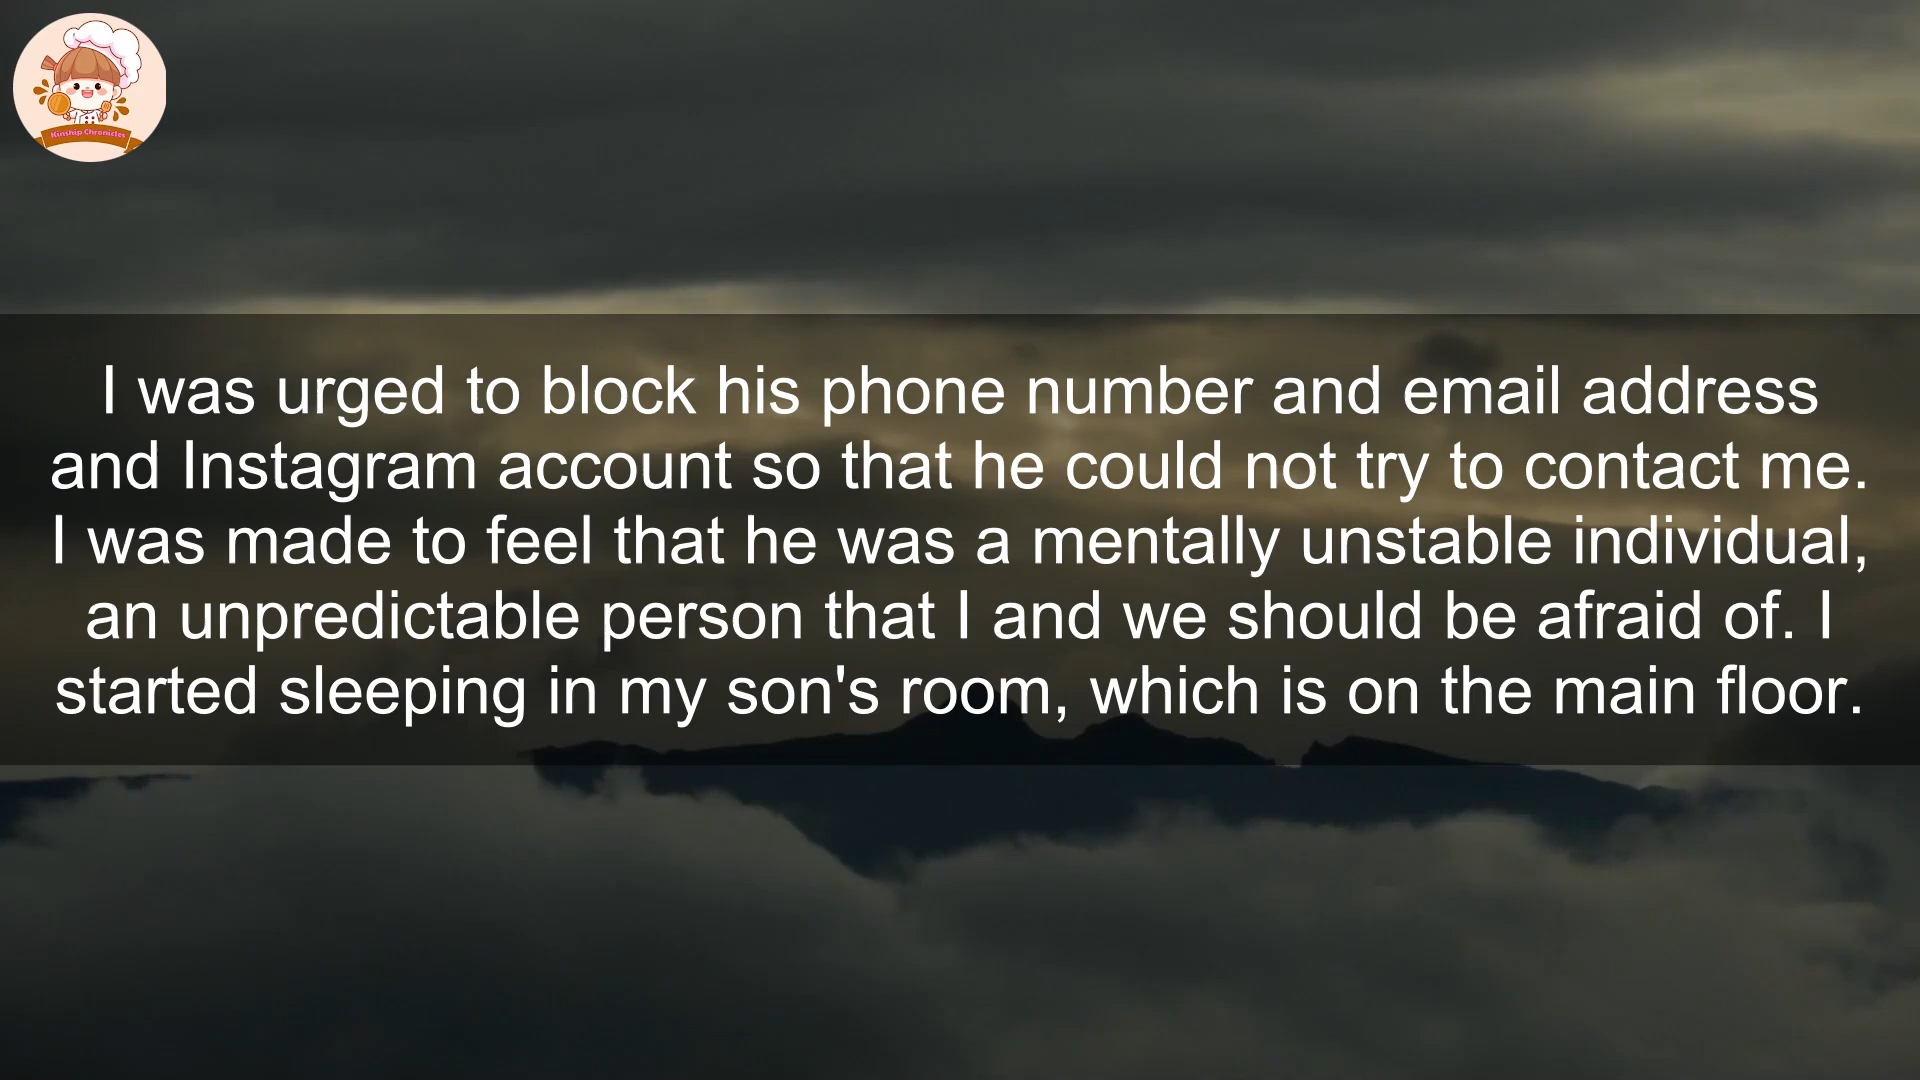 Kinship Chronicles
I was urged to block his phone number and email address
and Instagram account so that he could not try to contact me.
I was made to feel that he was a mentally unstable individual,
an unpredictable person that I and we should be afraid of. I
started sleeping in my son's room, which is on the main floor.